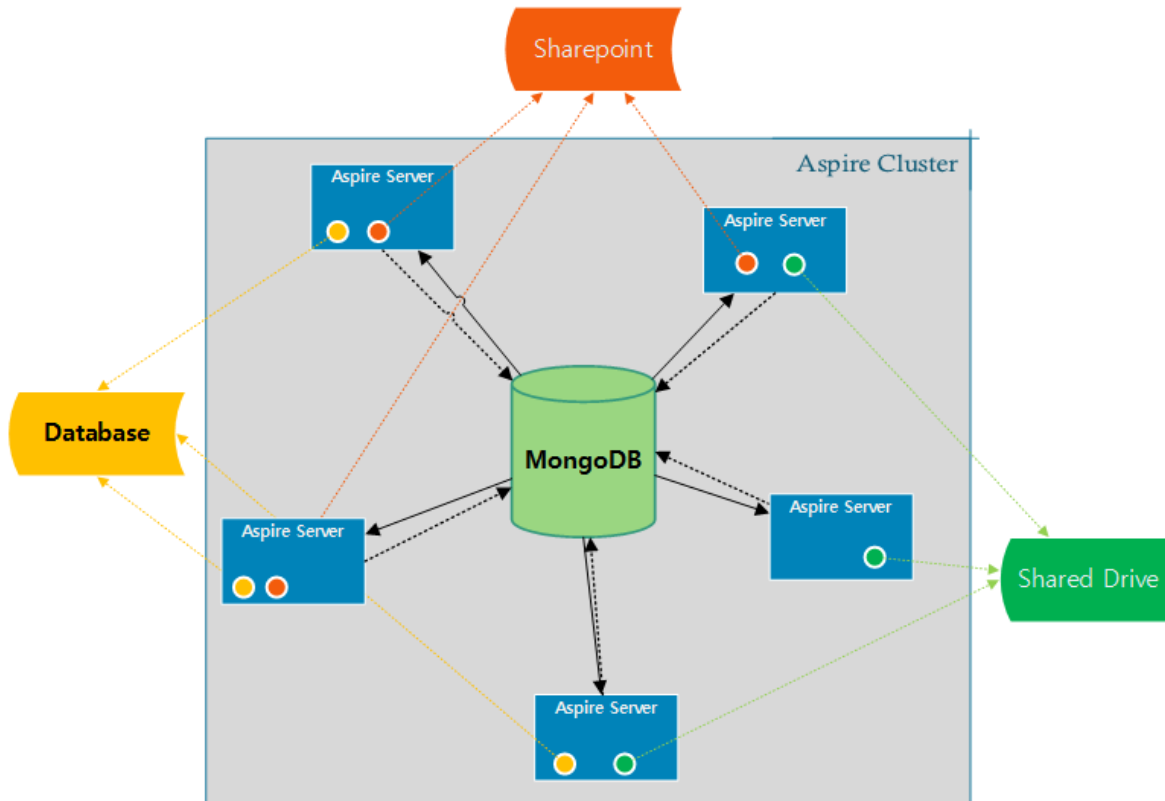 Sharepoint
Aspire Cluster
Aspire Server
Aspire Server
Database
MongoDB
Aspire Server
Aspire Server
Shared Drive
Aspire Server